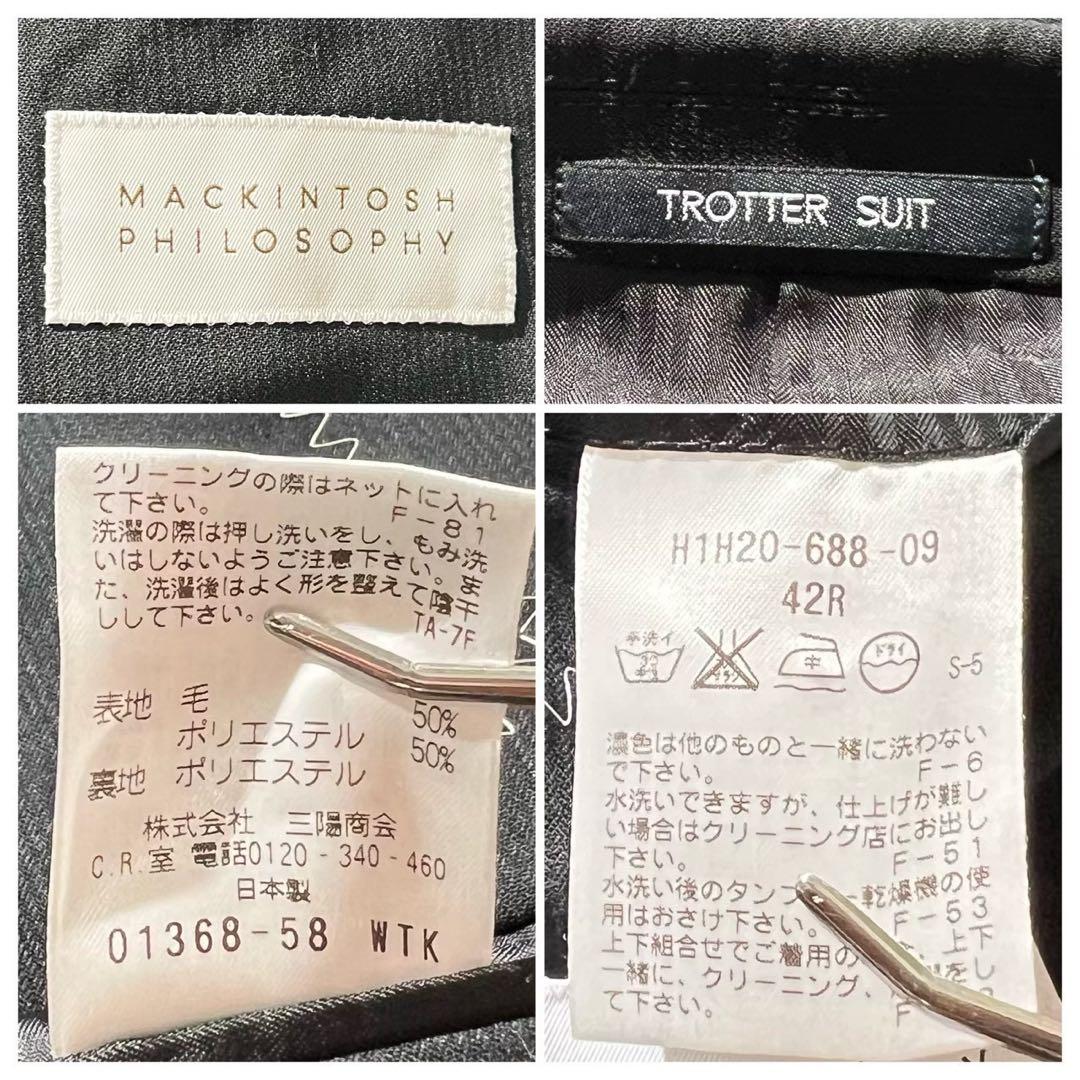 MACKINTOSH
PHILOSOPHY
TROTTER SUIT
クリーニングの際はネットに入れ
て下さい。 F-81
洗濯の際は押し洗いをし、もみ洗
いはしないようご注意下さい。ま
た、洗濯後はよく形を整えて陰干
しして下さい。 TA-7F
表地 毛 50%
ポリエステル 50%
裏地 ポリエステル
株式会社 三陽商会
C.R.室 電話0120-340-460
日本製
01368-58 WTK
H1H20-688-09
42R
手洗イ 中 ドライ S-5
濃色は他のものと一緒に洗わない
で下さい。 F-6
水洗いできますが、仕上げが難し
い場合はクリーニング店にお出し
下さい。 F-51
水洗い後のタンブ 乾燥機の使
用はおさけ下さい。 F-53
上下組合せでご着用の 上下
一緒に、クリーニング、 をし
て下さい。 F